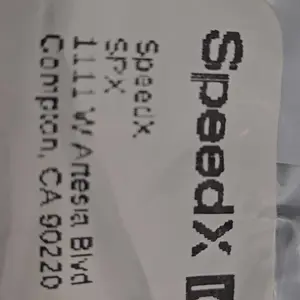 SpeedX
SpeedX
SPX
1111 W Artesia Blvd
Compton, CA 90220